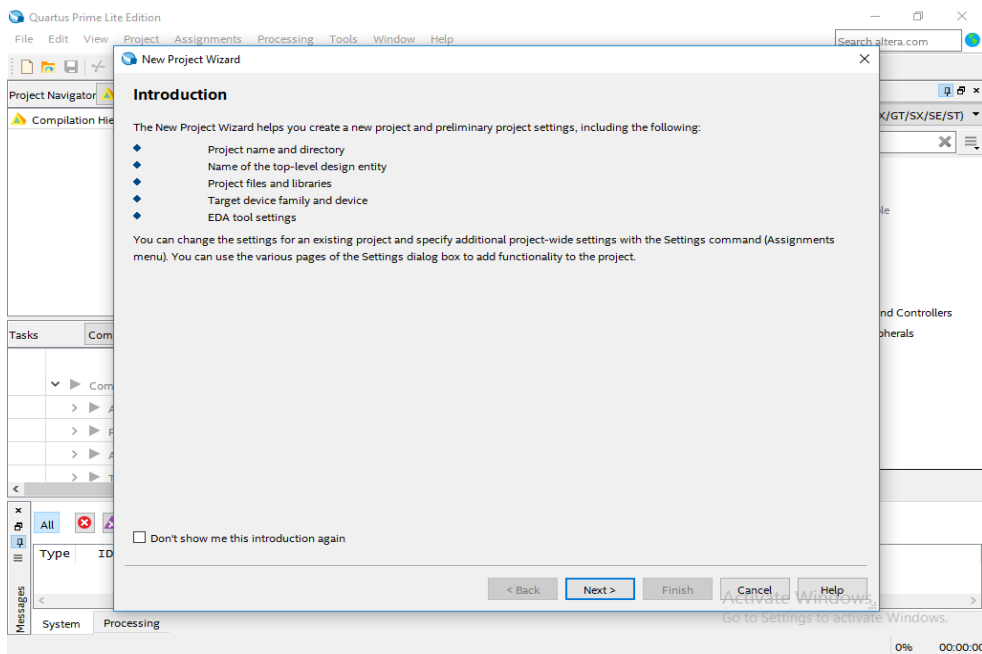 Quartus Prime Lite Edition
File Edit View Project Assignments Processing Tools Window Help
Search altera.com
New Project Wizard
Project Navigator
Compilation Hie
X/GT/SX/SE/ST)
Introduction
The New Project Wizard helps you create a new project and preliminary project settings, including the following:
Project name and directory
Name of the top-level design entity
Project files and libraries
Target device family and device
EDA tool settings
You can change the settings for an existing project and specify additional project-wide settings with the Settings command (Assignments
menu). You can use the various pages of the Settings dialog box to add functionality to the project.
le
nd Controllers
pherals
Tasks
Com
Com
Don't show me this introduction again
All
Type ID
< Back Next > Finish Cancel Help
Activate Windows
Go to Settings to activate Windows.
Messages
System Processing
0% 00:00:00